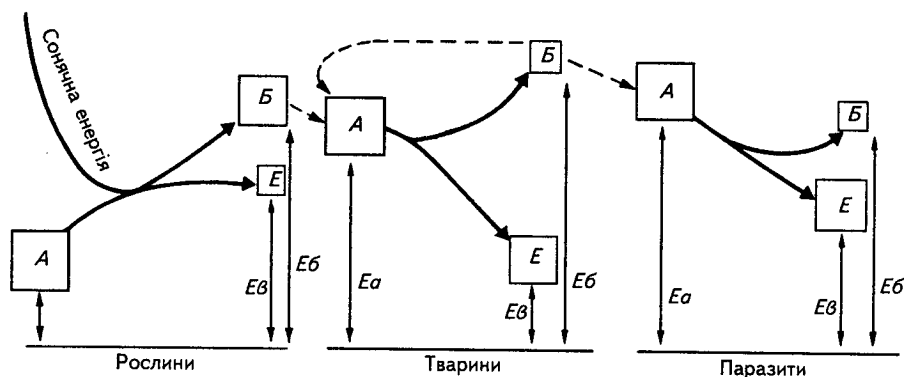 Сонячна енергія
Б
Е
А
Ев
Еб
Рослини
Б
А
Е
Еа
Ев
Еб
Тварини
А
Б
Е
Еа
Ев
Еб
Паразити